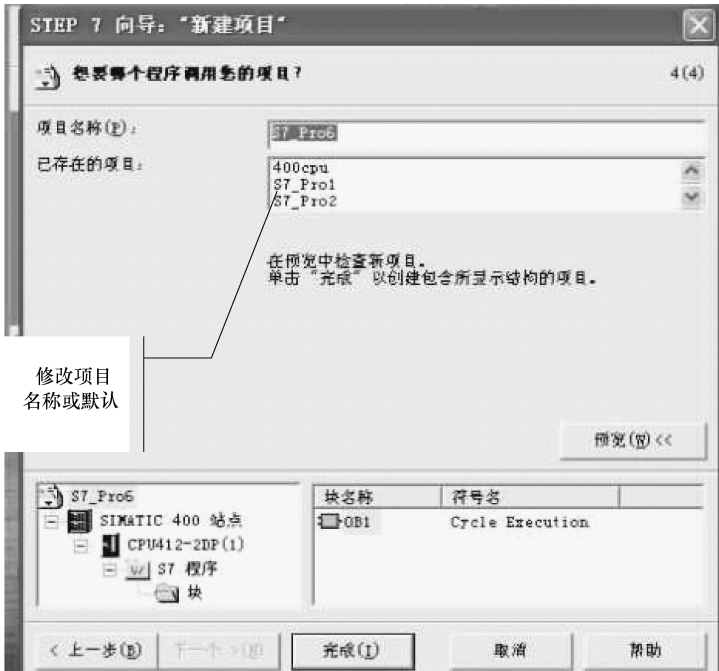 STEP 7 向导："新建项目"
想要哪个程序调用您的项目？
4(4)
项目名称(P)：
S7_Pro6
已存在的项目：
400cpu
S7_Pro1
S7_Pro2
在预览中检查新项目。
单击"完成"以创建包含所显示结构的项目。
修改项目
名称或默认
预览(W)<<
S7_Pro6
SIMATIC 400 站点
CPU412-2DP(1)
S7 程序
块
块名称 符号名
OB1 Cycle Execution
< 上一步(B)
下一个 >(N)
完成(I)
取消
帮助